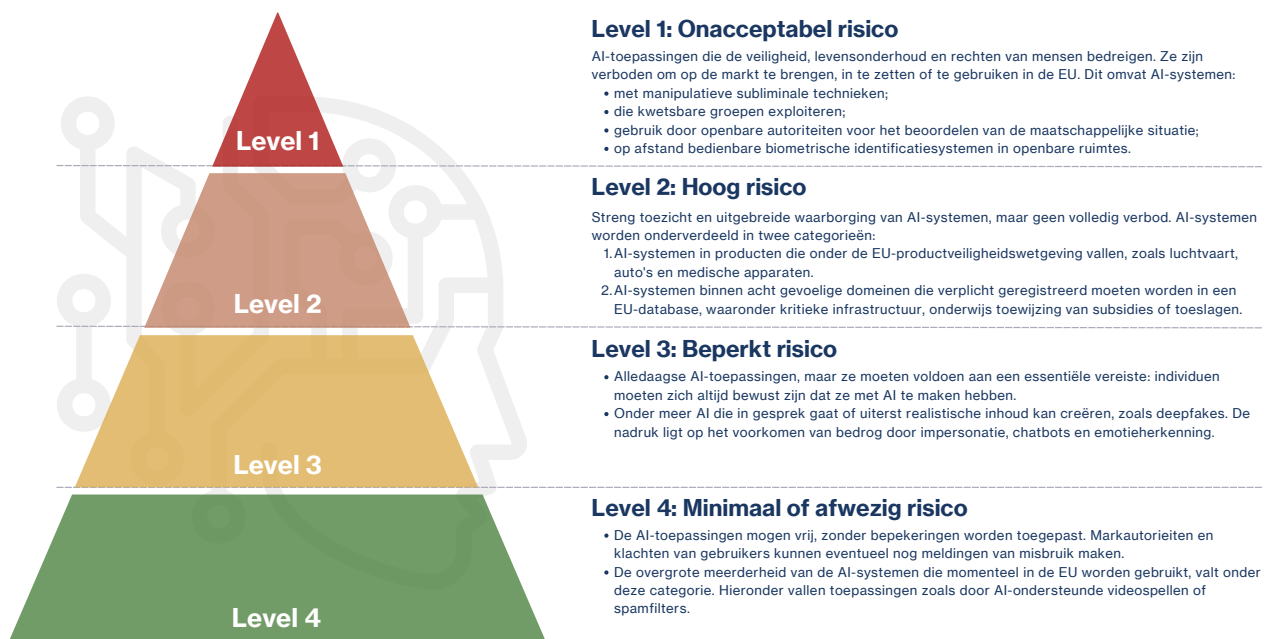 Level 1: Onacceptabel risico
AI-toepassingen die de veiligheid, levensonderhoud en rechten van mensen bedreigen. Ze zijn
verboden om op de markt te brengen, in te zetten of te gebruiken in de EU. Dit omvat AI-systemen:
• met manipulatieve subliminale technieken;
• die kwetsbare groepen exploiteren;
• gebruik door openbare autoriteiten voor het beoordelen van de maatschappelijke situatie;
• op afstand bedienbare biometrische identificatiesystemen in openbare ruimtes.
Level 1
Level 2: Hoog risico
Streng toezicht en uitgebreide waarborging van AI-systemen, maar geen volledig verbod. AI-systemen
worden onderverdeeld in twee categorieën:
1. AI-systemen in producten die onder de EU-productveiligheidswetgeving vallen, zoals luchtvaart,
auto's en medische apparaten.
2. AI-systemen binnen acht gevoelige domeinen die verplicht geregistreerd moeten worden in een
EU-database, waaronder kritieke infrastructuur, onderwijs toewijzing van subsidies of toeslagen.
Level 2
Level 3: Beperkt risico
• Alledaagse AI-toepassingen, maar ze moeten voldoen aan een essentiële vereiste: individuen
moeten zich altijd bewust zijn dat ze met AI te maken hebben.
• Onder meer AI die in gesprek gaat of uiterst realistische inhoud kan creëren, zoals deepfakes. De
nadruk ligt op het voorkomen van bedrog door impersonatie, chatbots en emotieherkenning.
Level 3
Level 4: Minimaal of afwezig risico
• De AI-toepassingen mogen vrij, zonder bepekeringen worden toegepast. Markautorieiten en
klachten van gebruikers kunnen eventueel nog meldingen van misbruik maken.
• De overgrote meerderheid van de AI-systemen die momenteel in de EU worden gebruikt, valt onder
deze categorie. Hieronder vallen toepassingen zoals door AI-ondersteunde videospellen of
spamfilters.
Level 4